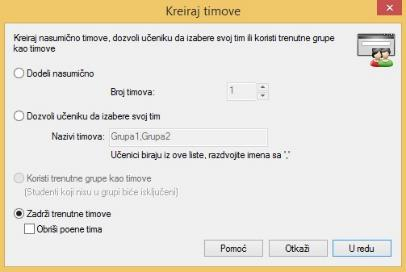 Kreiraj timove
Kreiraj nasumično timove, dozvoli učeniku da izabere svoj tim ili koristi trenutne grupe
kao timove
Dodeli nasumično
Broj timova:
1
Dozvoli učeniku da izabere svoj tim
Nazivi timova:
Grupa1,Grupa2
Učenici biraju iz ove liste, razdvojite imena sa ","
Koristi trenutne grupe kao timove
(Studenti koji nisu u grupi biće isključeni)
Zadrži trenutne timove
Obriši poene tima
Pomoć
Otkaži
U redu